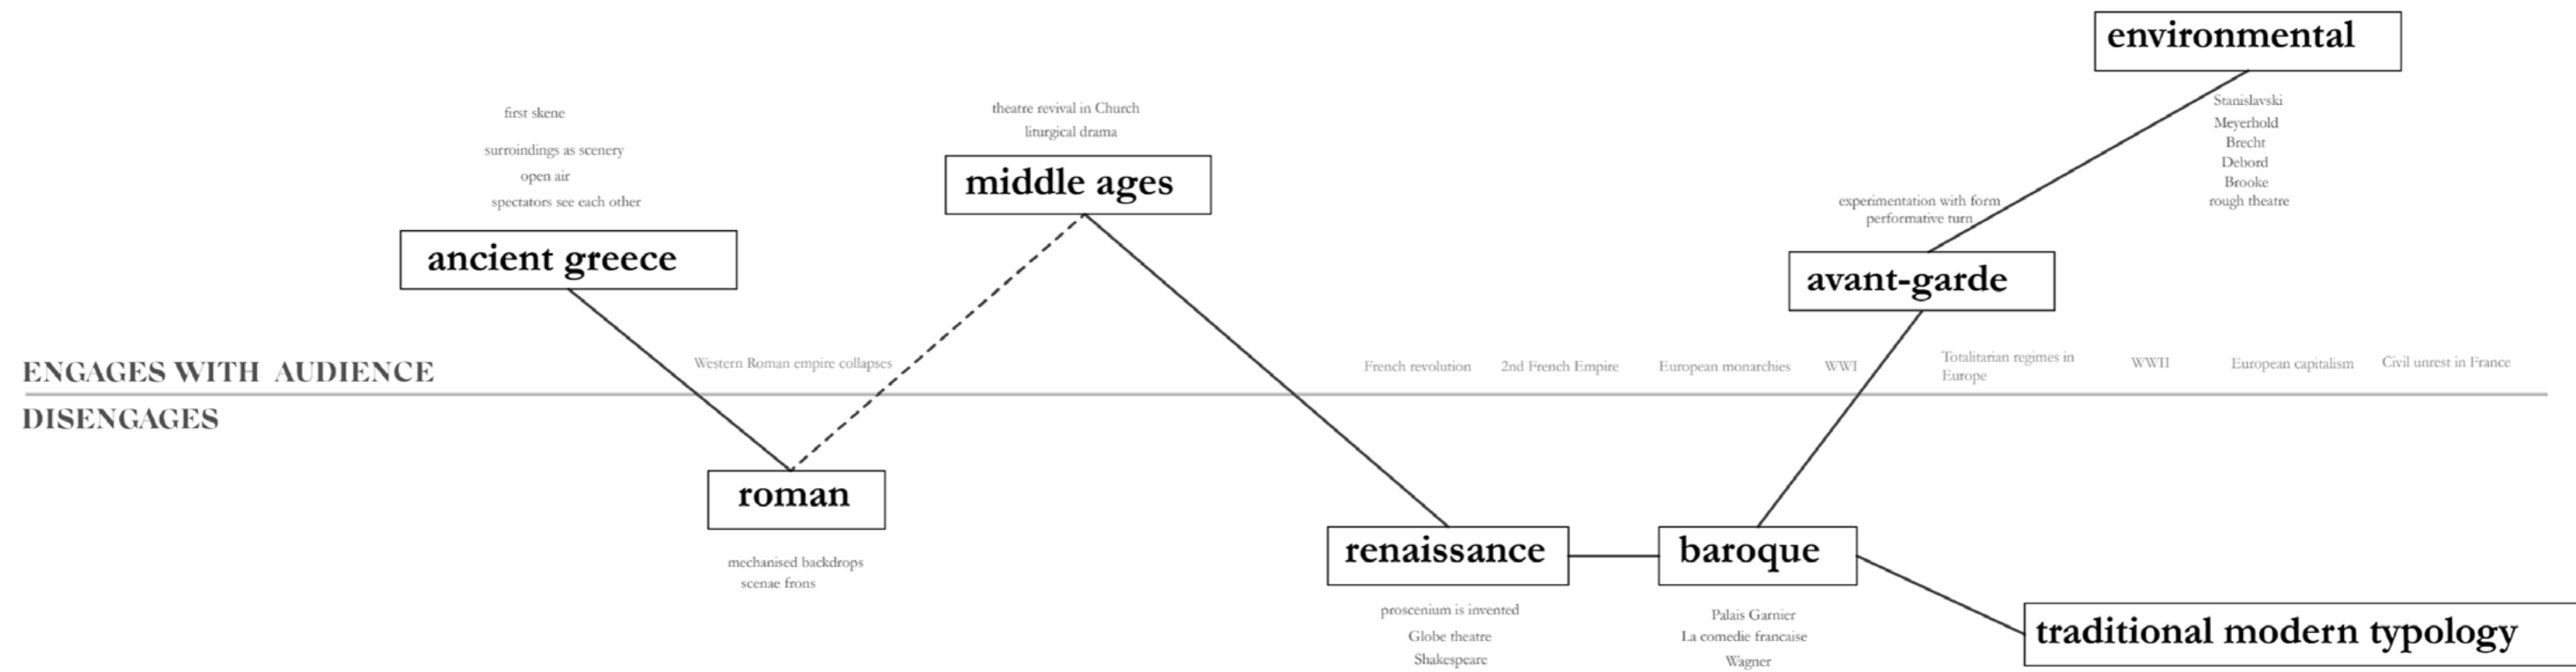 environmental
first skene
surroindings as scenery
open air
spectators see each other
ancient greece
theatre revival in Church
liturgical drama
middle ages
Stanislavski
Meyerhold
Brecht
Debord
Brooke
rough theatre
experimentation with form
performative turn
avant-garde
ENGAGES WITH AUDIENCE
Western Roman empire collapses
French revolution
2nd French Empire
European monarchies
WWI
Totalitarian regimes in
Europe
WWII
European capitalism
Civil unrest in France
DISENGAGES
roman
mechanised backdrops
scenae frons
renaissance
proscenium is invented
Globe theatre
Shakespeare
baroque
Palais Garnier
La comedie francaise
Wagner
traditional modern typology